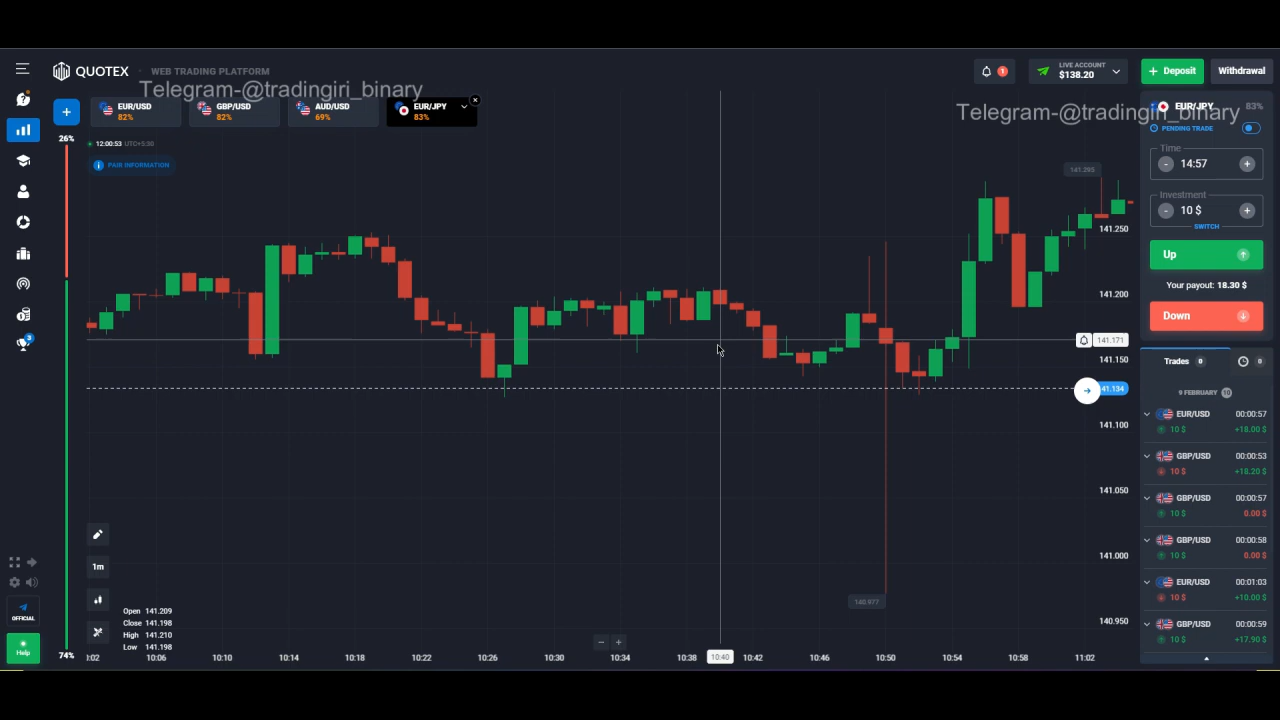 QUOTEX
WEB TRADING PLATFORM
Telegram-@tradingiri_binary
1
LIVE ACCOUNT
$138.20
+ Deposit
Withdrawal
+
EUR/USD
82%
GBP/USD
82%
AUD/USD
69%
EUR/JPY
83%
Telegram-@tradingiri_binary
EUR/JPY
83%
PENDING TRADE
26%
12:00:53 UTC+5:30
PAIR INFORMATION
Time
- 14:57 +
Investment
- 10 $ +
SWITCH
Up
Your payout: 18.30 $
Down
141.295
141.250
141.200
141.171
141.150
41.134
141.100
141.050
141.000
140.950
140.977
Trades 0
0
9 FEBRUARY 10
EUR/USD 00:00:57
10 $ +18.00 $
GBP/USD 00:00:53
10 $ +18.20 $
GBP/USD 00:00:57
10 $ 0.00 $
GBP/USD 00:00:58
10 $ 0.00 $
EUR/USD 00:01:03
10 $ +10.00 $
GBP/USD 00:00:59
10 $ +17.90 $
3
OFFICIAL
Help
1m
Open 141.209
Close 141.198
High 141.210
Low 141.198
- +
74%
:02 10:06 10:10 10:14 10:18 10:22 10:26 10:30 10:34 10:38 10:40 10:42 10:46 10:50 10:54 10:58 11:02